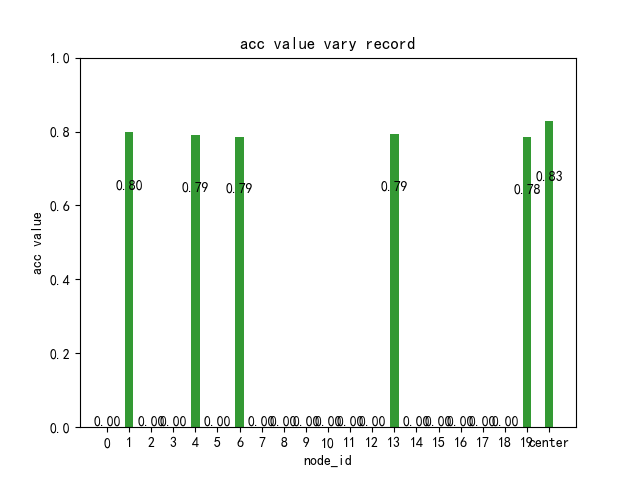 acc value vary record
acc value
1.0
0.8
0.6
0.4
0.2
0.0
0.83
0.80 0.79 0.79 0.79 0.78
0.00 0.00 0.00 0.00 0.00 0.00 0.00 0.00 0.00 0.00 0.00 0.00 0.00 0.00 0.00
0 1 2 3 4 5 6 7 8 9 10 11 12 13 14 15 16 17 18 19 center
node_id